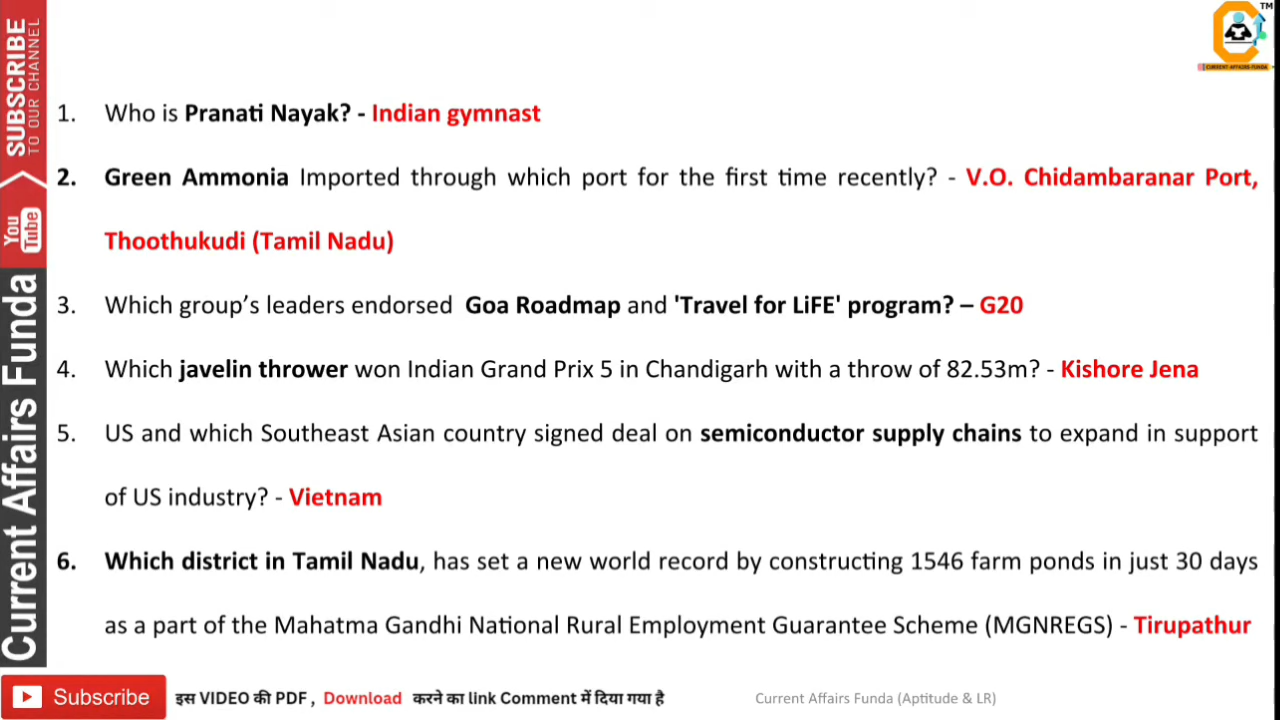 SUBSCRIBE
TO OUR CHANNEL
You
Tube
Current Affairs Funda
TM
CURRENT AFFAIRS FUNDA
1. Who is Pranati Nayak? - Indian gymnast
2. Green Ammonia Imported through which port for the first time recently? - V.O. Chidambaranar Port,
Thoothukudi (Tamil Nadu)
3. Which group's leaders endorsed Goa Roadmap and 'Travel for LiFE' program? – G20
4. Which javelin thrower won Indian Grand Prix 5 in Chandigarh with a throw of 82.53m? - Kishore Jena
5. US and which Southeast Asian country signed deal on semiconductor supply chains to expand in support
of US industry? - Vietnam
6. Which district in Tamil Nadu, has set a new world record by constructing 1546 farm ponds in just 30 days
as a part of the Mahatma Gandhi National Rural Employment Guarantee Scheme (MGNREGS) - Tirupathur
Subscribe इस VIDEO की PDF , Download करने का link Comment में दिया गया है Current Affairs Funda (Aptitude & LR)